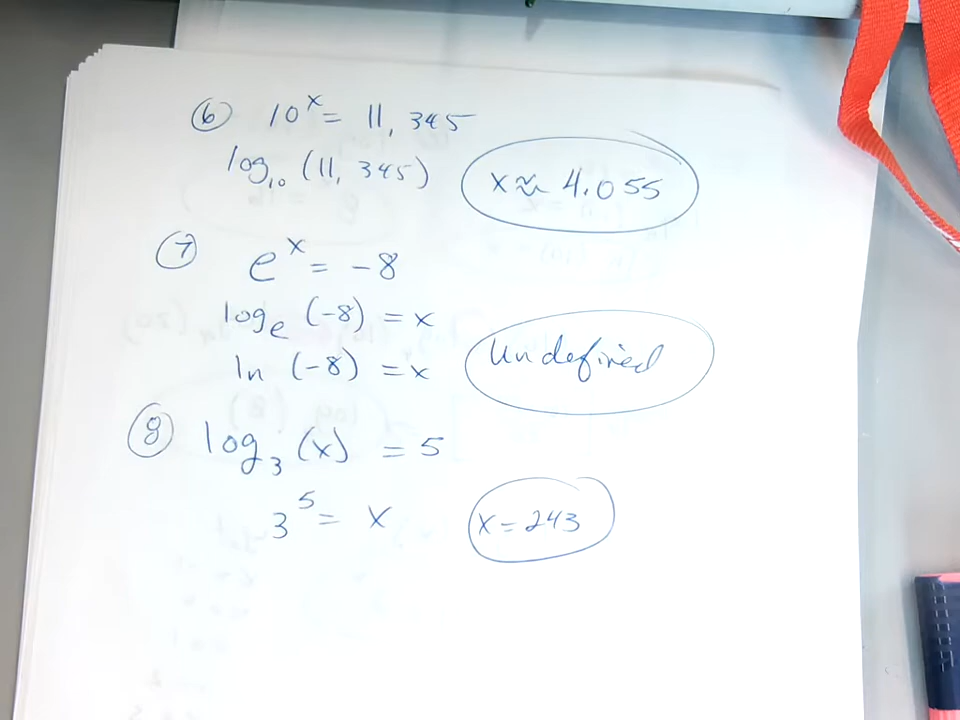 ⑥ 10^x = 11,345
log₁₀ (11,345) x ≈ 4.055
⑦ e^x = -8
logₑ (-8) = x
ln (-8) = x Undefined
⑧ log₃ (x) = 5
3^5 = x x = 243